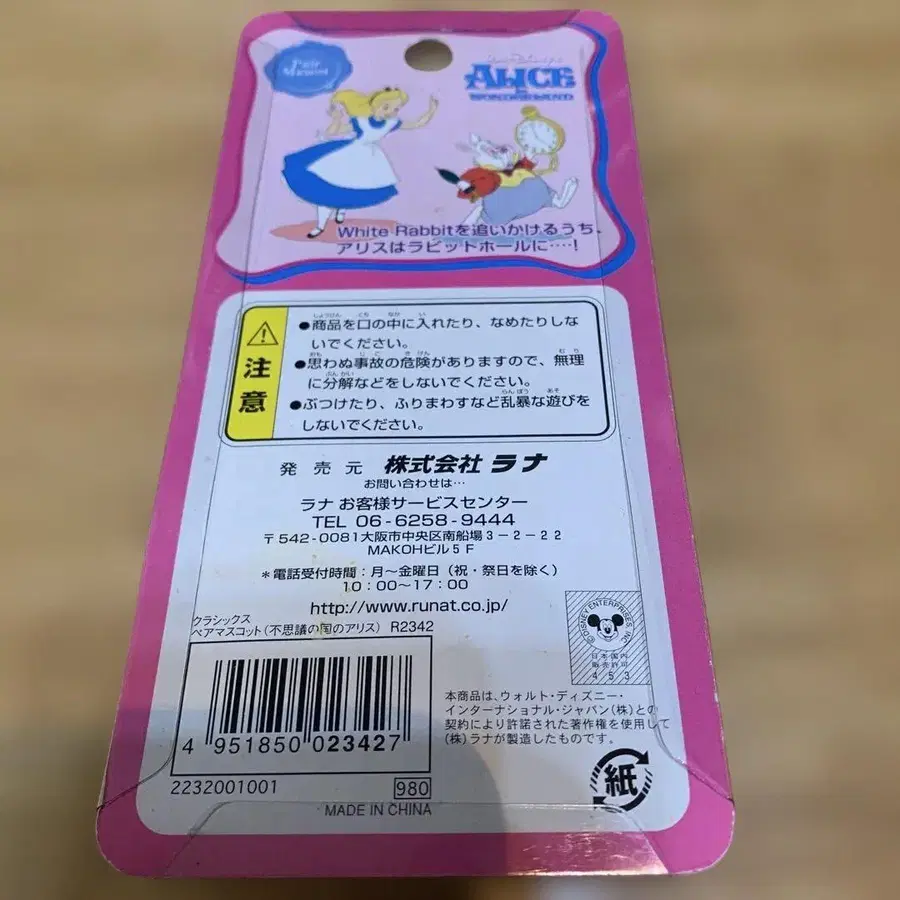 Pair
Mascot
WALT DISNEY'S
ALICE
IN
WONDERLAND
White Rabbitを追いかけるうち、
アリスはラビットホールに……!
注意
●商品を口の中に入れたり、なめたりしな
いでください。
●思わぬ事故の危険がありますので、無理
に分解などをしないでください。
●ぶつけたり、ふりまわすなど乱暴な遊びを
しないでください。
発売元 株式会社 ラナ
お問い合わせは…
ラナ お客様サービスセンター
TEL 06-6258-9444
〒542-0081大阪市中央区南船場3-2-22
MAKOHビル5F
*電話受付時間:月~金曜日(祝・祭日を除く)
10:00~17:00
http://www.runat.co.jp/
クラシックス
ペアマスコット(不思議の国のアリス) R2342
4 951850 023427
2232001001
980
MADE IN CHINA
©DISNEY ENTERPRISES, INC.
日本国内
販売許可
453
本商品は、ウォルト・ディズニー・
インターナショナル・ジャパン(株)との
契約により許諾された著作権を使用して
(株)ラナが製造したものです。
紙